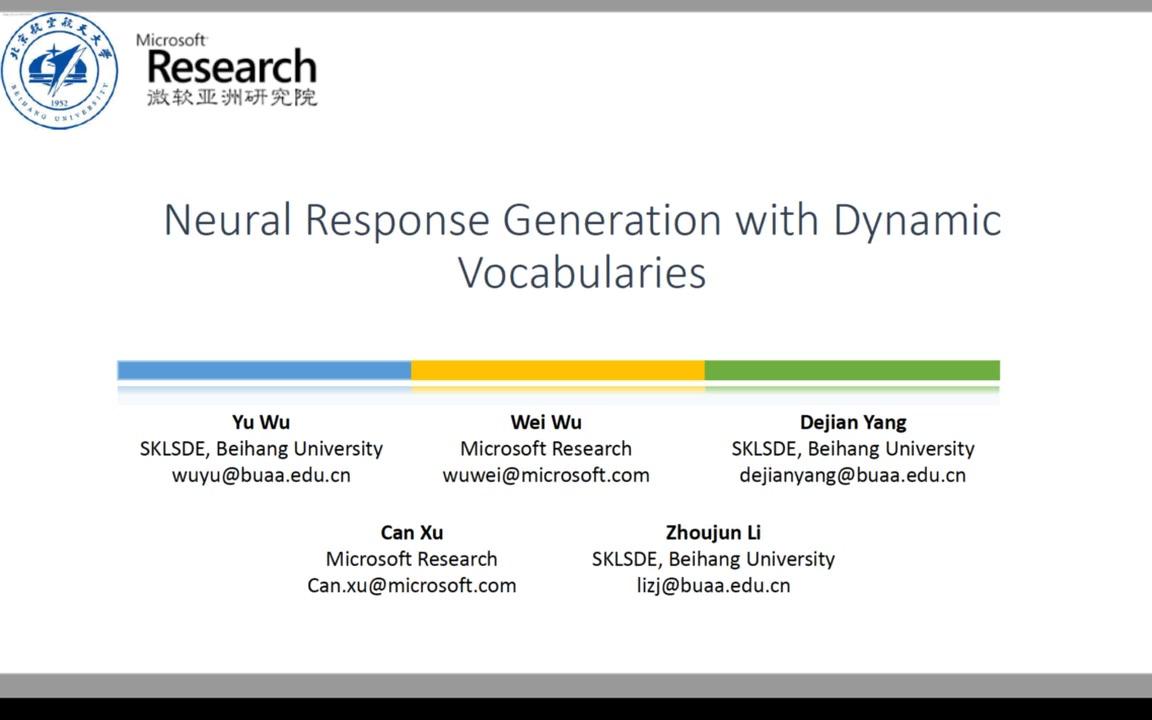 北京航空航天大学
1952
BEIHANG UNIVERSITY
Microsoft
Research
微软亚洲研究院
Neural Response Generation with Dynamic
Vocabularies
Yu Wu
SKLSDE, Beihang University
wuyu@buaa.edu.cn
Wei Wu
Microsoft Research
wuwei@microsoft.com
Dejian Yang
SKLSDE, Beihang University
dejianyang@buaa.edu.cn
Can Xu
Microsoft Research
Can.xu@microsoft.com
Zhoujun Li
SKLSDE, Beihang University
lizj@buaa.edu.cn